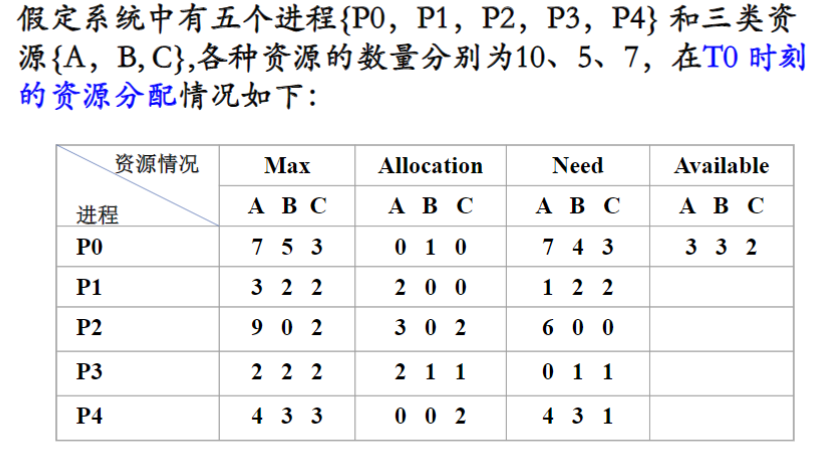 假定系统中有五个进程{P0，P1，P2，P3，P4} 和三类资
源{A，B, C},各种资源的数量分别为10、5、7，在T0 时刻
的资源分配情况如下：
资源情况 Max Allocation Need Available
进程 A B C A B C A B C A B C
P0 7 5 3 0 1 0 7 4 3 3 3 2
P1 3 2 2 2 0 0 1 2 2
P2 9 0 2 3 0 2 6 0 0
P3 2 2 2 2 1 1 0 1 1
P4 4 3 3 0 0 2 4 3 1